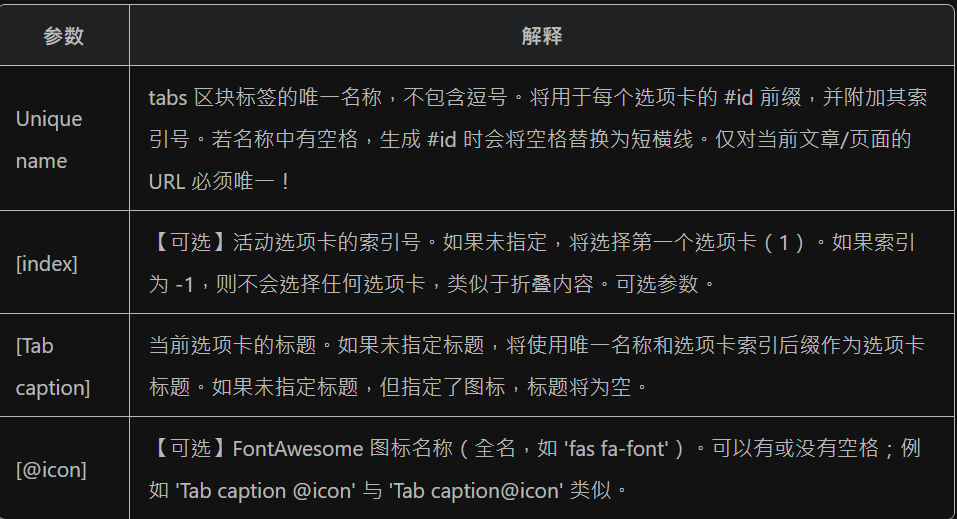 参数
解释
Unique
name
tabs 区块标签的唯一名称，不包含逗号。将用于每个选项卡的 #id 前缀，并附加其索
引号。若名称中有空格，生成 #id 时会将空格替换为短横线。仅对当前文章/页面的
URL 必须唯一！
[index]
【可选】活动选项卡的索引号。如果未指定，将选择第一个选项卡（1）。如果索引
为 -1，则不会选择任何选项卡，类似于折叠内容。可选参数。
[Tab
caption]
当前选项卡的标题。如果未指定标题，将使用唯一名称和选项卡索引后缀作为选项卡
标题。如果未指定标题，但指定了图标，标题将为空。
[@icon]
【可选】FontAwesome 图标名称（全名，如 'fas fa-font'）。可以有或没有空格；例
如 'Tab caption @icon' 与 'Tab caption@icon' 类似。